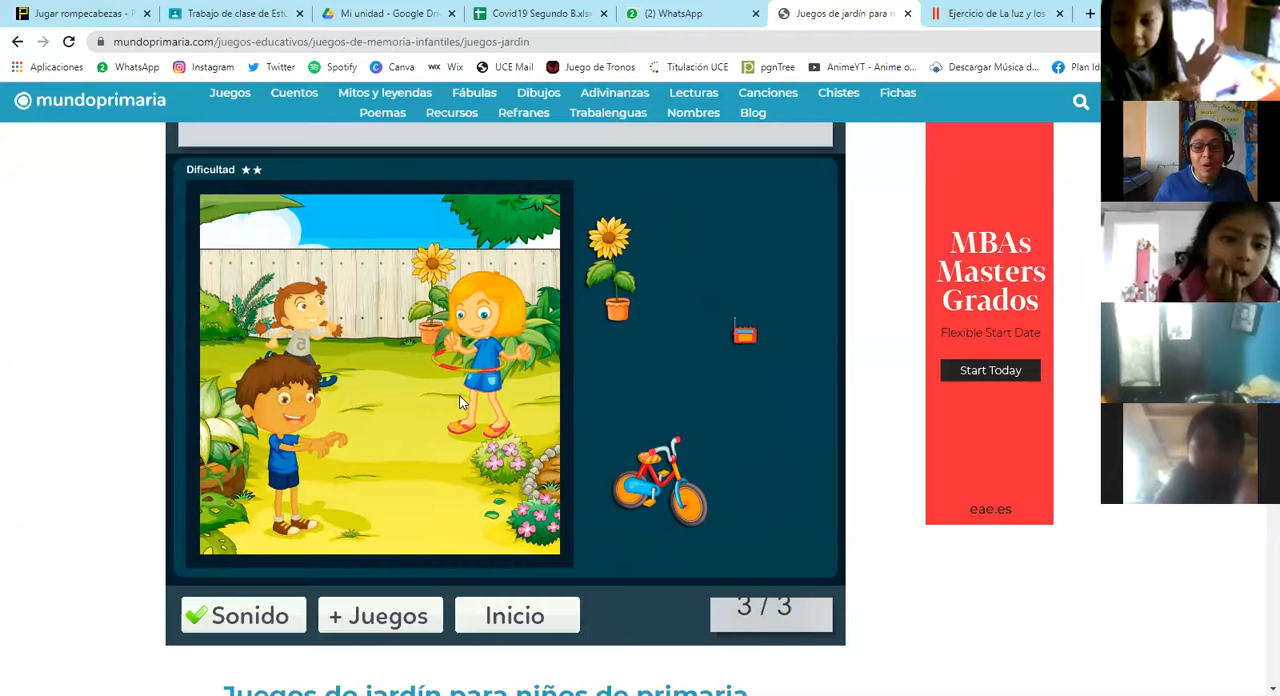 Jugar rompecabezas - P
Trabajo de clase de Estu
Mi unidad - Google Driv
Covid19 Segundo B.xlsx
(2) WhatsApp
Juegos de jardín para n
Ejercicio de La luz y los
mundoprimaria.com/juegos-educativos/juegos-de-memoria-infantiles/juegos-jardin
Aplicaciones WhatsApp Instagram Twitter Spotify Canva WIX Wix UCE Mail Juego de Tronos Titulación UCE pgnTree AnimeYT - Anime o... Descargar Música d... Plan Id
mundoprimaria
Juegos Cuentos Mitos y leyendas Fábulas Dibujos Adivinanzas Lecturas Canciones Chistes Fichas
Poemas Recursos Refranes Trabalenguas Nombres Blog
Dificultad
a
MBAs
Masters
Grados
Flexible Start Date
Start Today
eae.es
Sonido
+ Juegos
Inicio
3 / 3
Juegos de jardín para niños de primaria